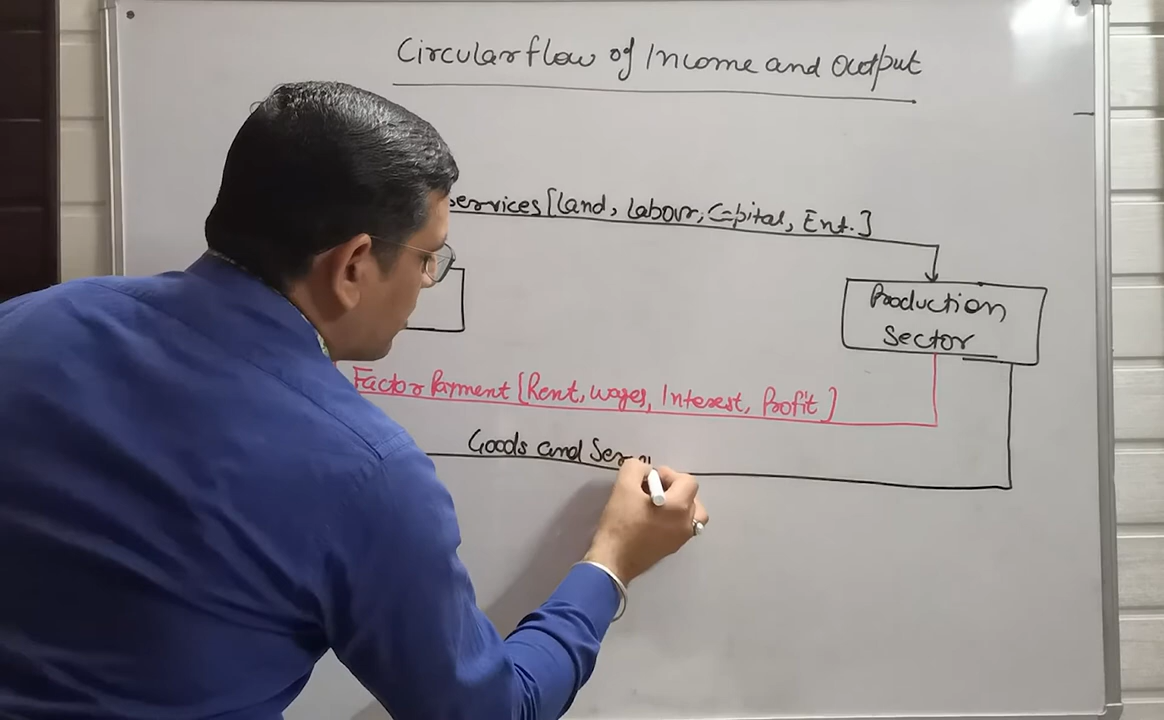 Circular flow of Income and Output
services [Land, Labour, Capital, Ent.]
Production
Sector
Factor Payment [Rent, Wages, Interest, Profit]
Goods and Ser